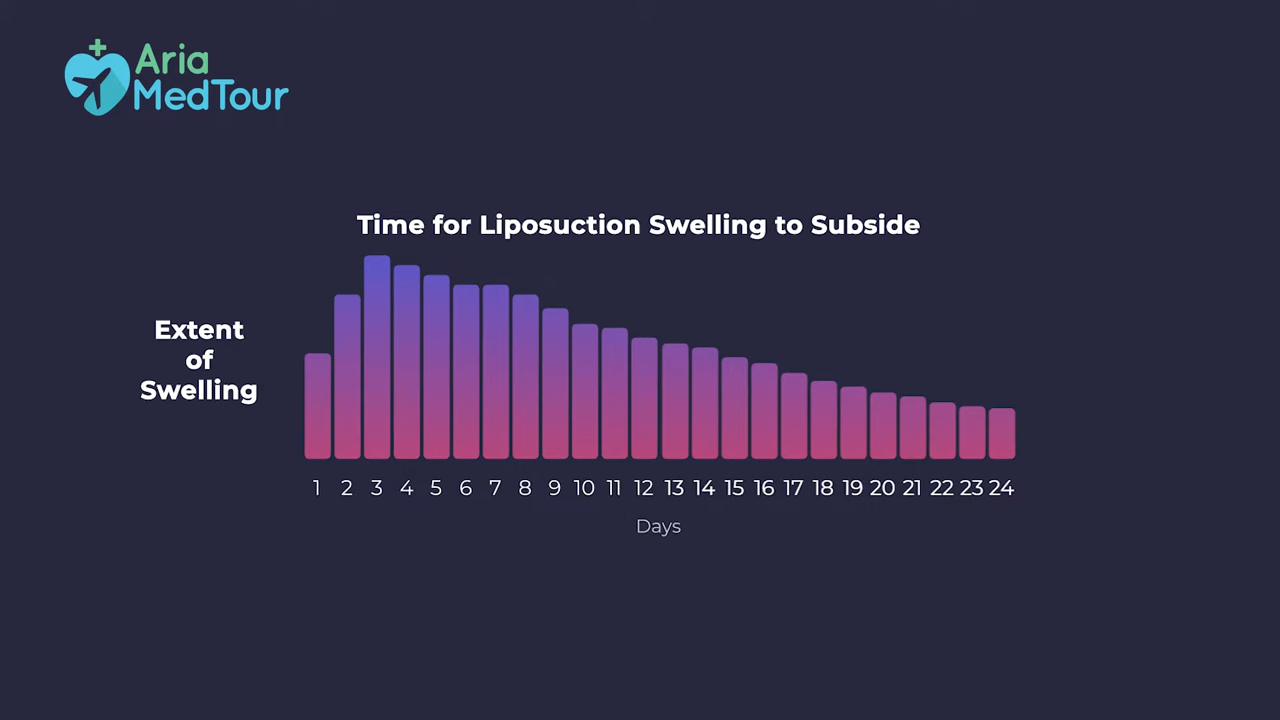 Aria
MedTour
Time for Liposuction Swelling to Subside
Extent
of
Swelling
1 2 3 4 5 6 7 8 9 10 11 12 13 14 15 16 17 18 19 20 21 22 23 24
Days